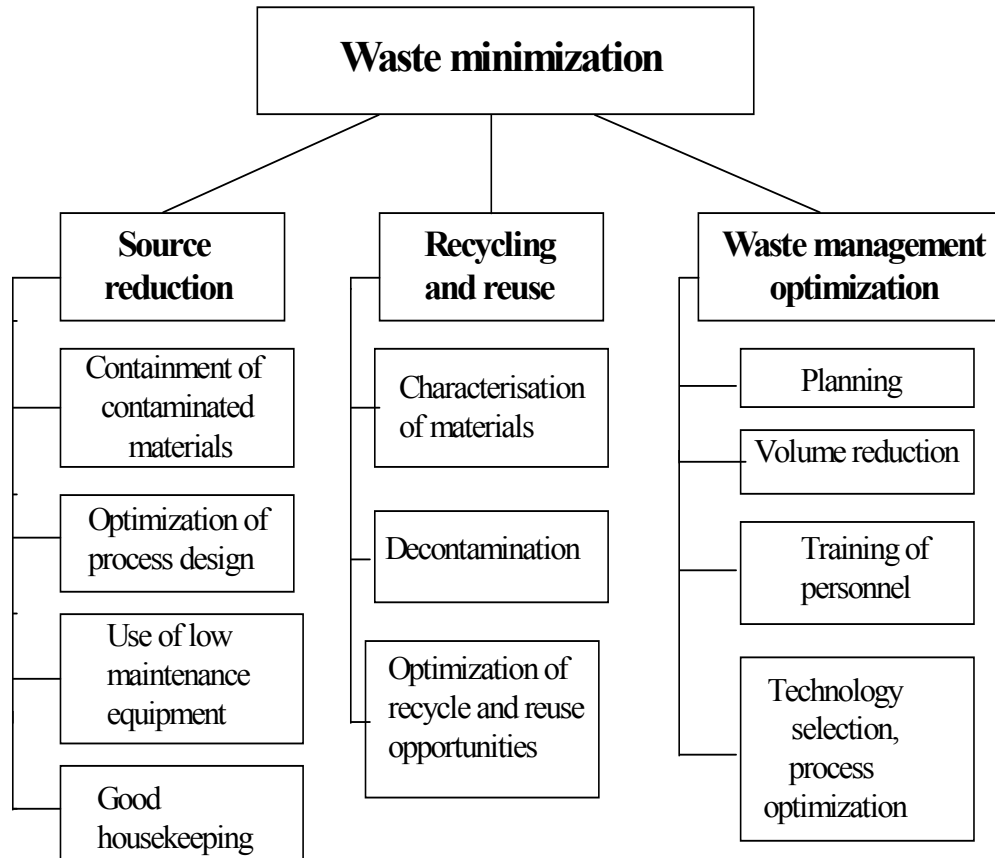 Waste minimization
Source
reduction
Containment of
contaminated
materials
Optimization of
process design
Use of low
maintenance
equipment
Good
housekeeping
Recycling
and reuse
Characterisation
of materials
Decontamination
Optimization of
recycle and reuse
opportunities
Waste management
optimization
Planning
Volume reduction
Training of
personnel
Technology
selection,
process
optimization